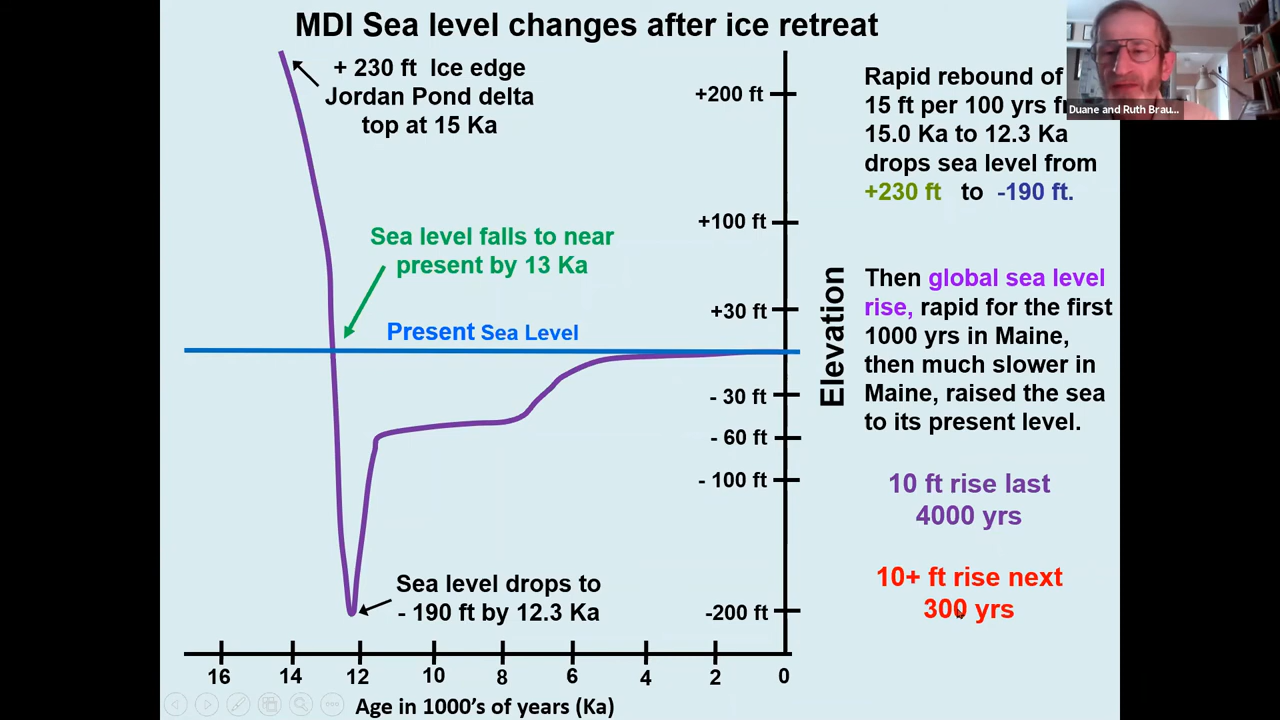 MDI Sea level changes after ice retreat
+ 230 ft Ice edge
Jordan Pond delta
top at 15 Ka
Sea level falls to near
present by 13 Ka
Present Sea Level
Sea level drops to
- 190 ft by 12.3 Ka
+200 ft
+100 ft
+30 ft
- 30 ft
- 60 ft
- 100 ft
-200 ft
Elevation
16 14 12 10 8 6 4 2 0
Age in 1000's of years (Ka)
Duane and Ruth Brau...
Rapid rebound of
15 ft per 100 yrs
15.0 Ka to 12.3 Ka
drops sea level from
+230 ft to -190 ft.
Then global sea level
rise, rapid for the first
1000 yrs in Maine,
then much slower in
Maine, raised the sea
to its present level.
10 ft rise last
4000 yrs
10+ ft rise next
300 yrs